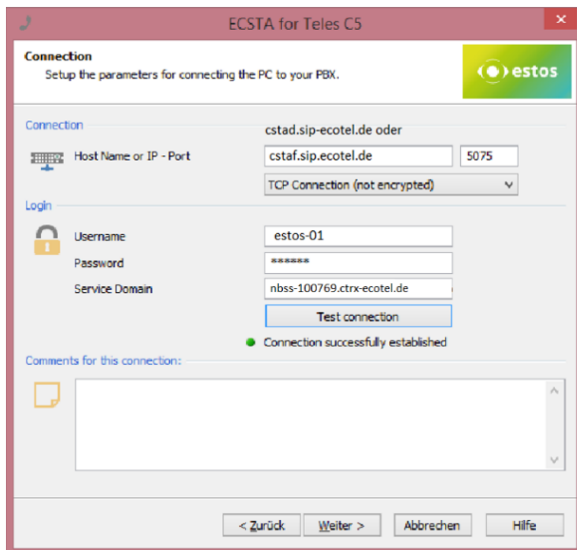 ECSTA for Teles C5
Connection
Setup the parameters for connecting the PC to your PBX.
estos
Connection
cstad.sip-ecotel.de oder
Host Name or IP - Port
cstaf.sip.ecotel.de
5075
TCP Connection (not encrypted)
Login
Username
estos-01
Password
******
Service Domain
nbss-100769.ctrx-ecotel.de
Test connection
Connection successfully established
Comments for this connection:
< Zurück
Weiter >
Abbrechen
Hilfe